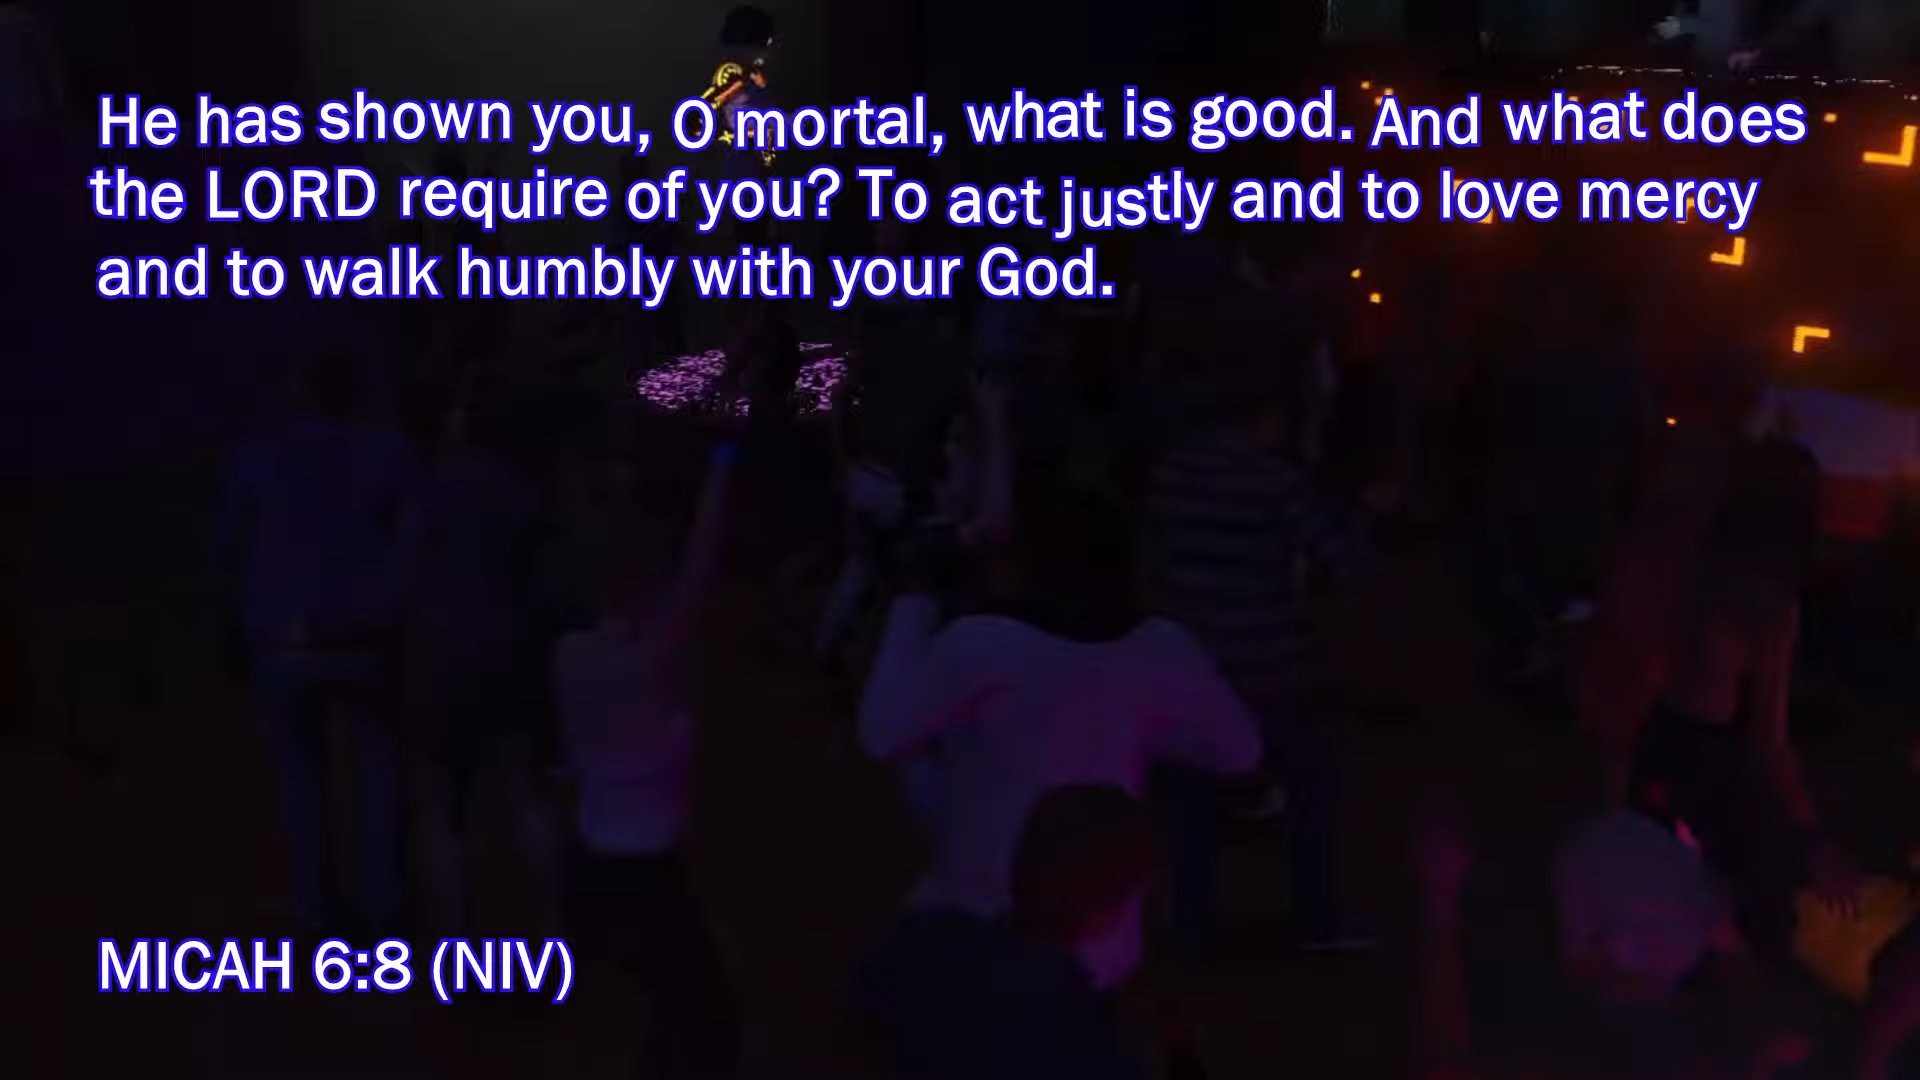 He has shown you, O mortal, what is good. And what does
the LORD require of you? To act justly and to love mercy
and to walk humbly with your God.
MICAH 6:8 (NIV)